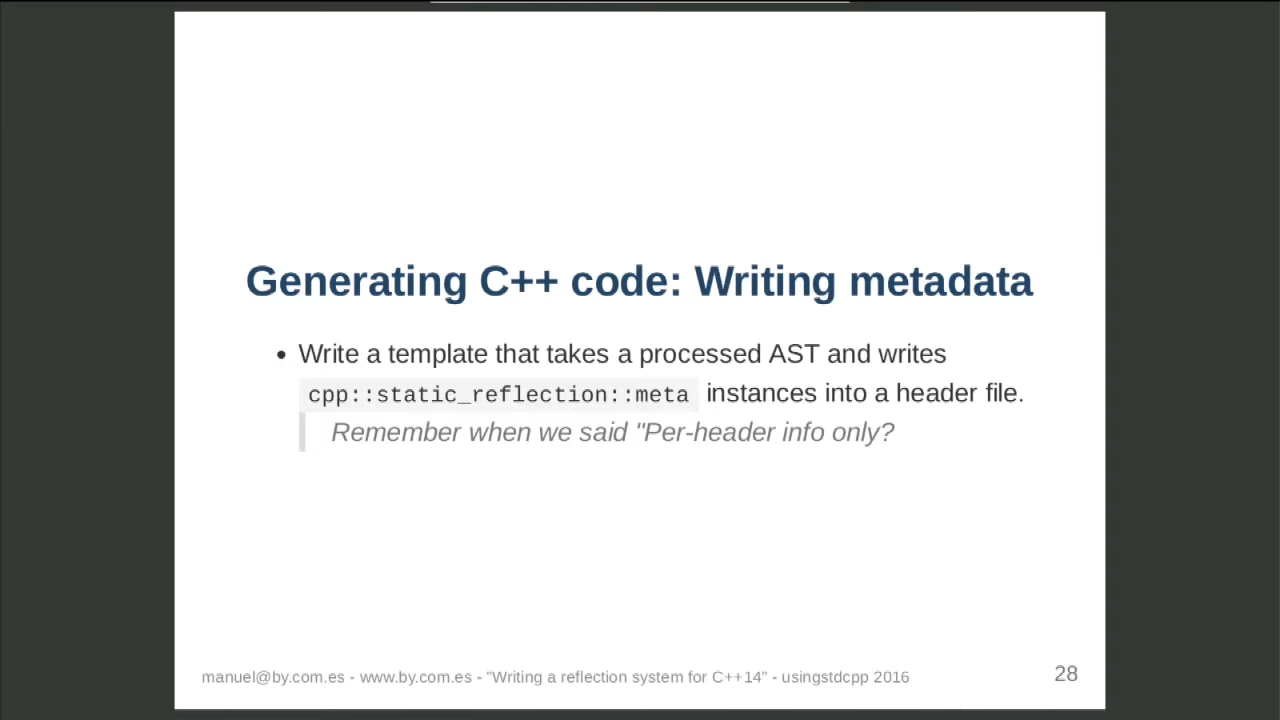 Generating C++ code: Writing metadata
• Write a template that takes a processed AST and writes
cpp::static_reflection::meta instances into a header file.
Remember when we said "Per-header info only?
manuel@by.com.es - www.by.com.es - "Writing a reflection system for C++14" - usingstdcpp 2016
28